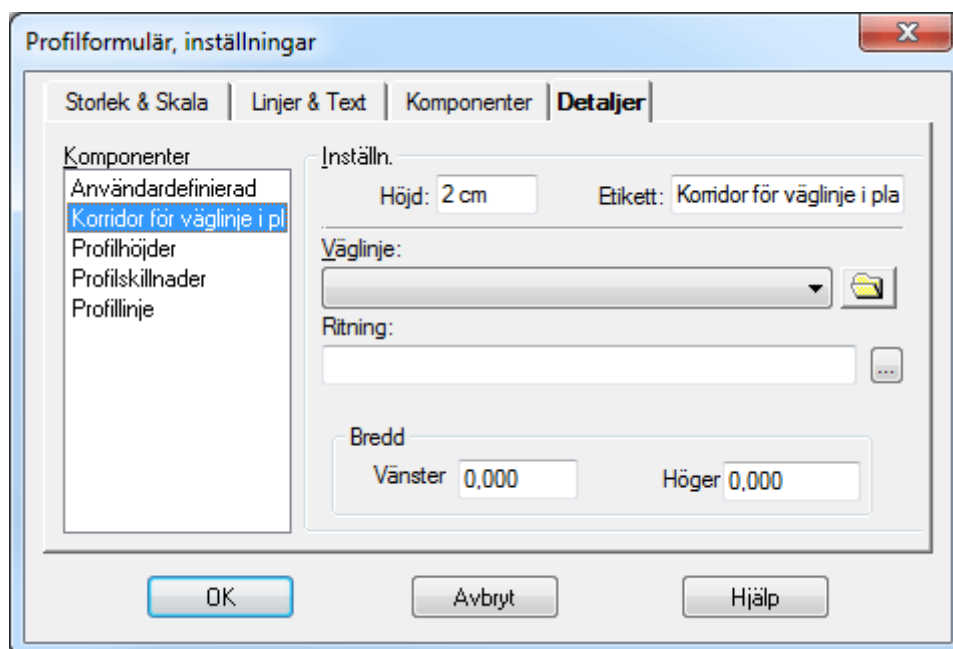 Profilformulär, inställningar
Storlek & Skala
Linjer & Text
Komponenter
Detaljer
Komponenter
Användardefinierad
Korridor för väglinje i pl
Profilhöjder
Profilskillnader
Profillinje
Inställn.
Höjd: 2 cm
Etikett: Korridor för väglinje i pla
Väglinje:
Ritning:
...
Bredd
Vänster 0,000
Höger 0,000
OK
Avbryt
Hjälp